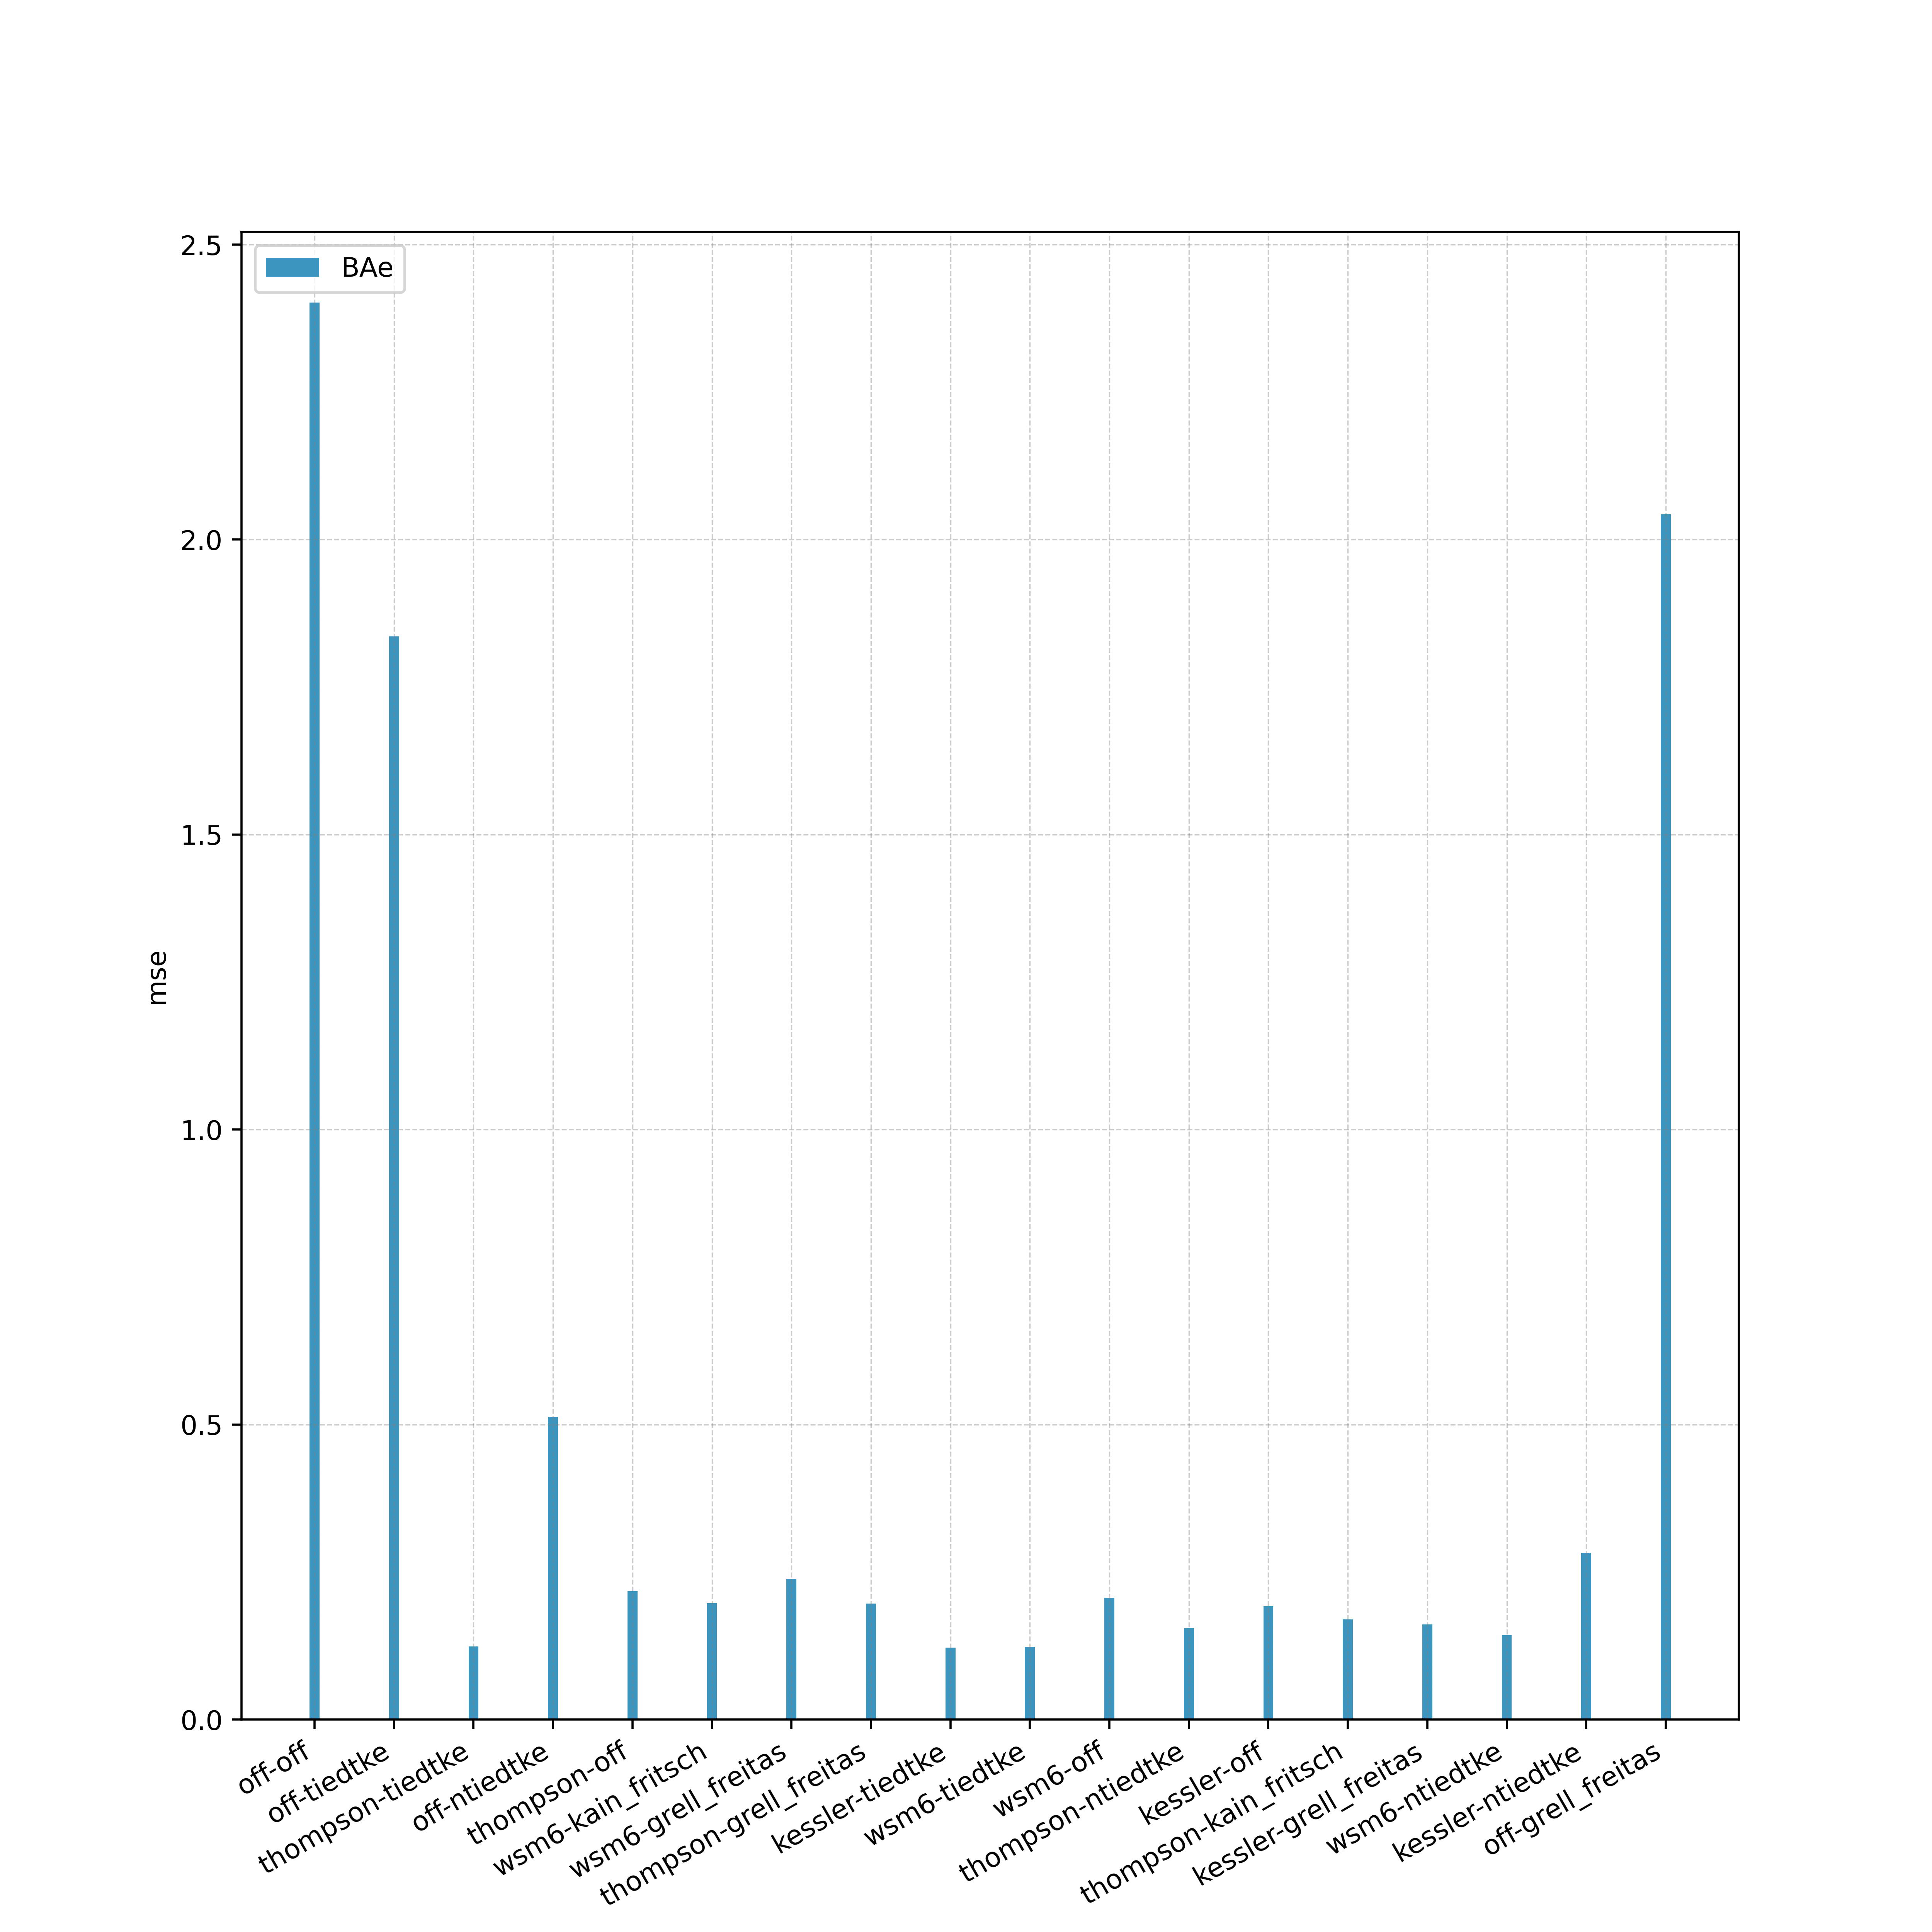 BAe
mse
2.5
2.0
1.5
1.0
0.5
0.0
off-off
off-tiedtke
thompson-tiedtke
off-ntiedtke
thompson-off
wsm6-kain_fritsch
wsm6-grell_freitas
thompson-grell_freitas
kessler-tiedtke
wsm6-tiedtke
wsm6-off
thompson-ntiedtke
kessler-off
thompson-kain_fritsch
kessler-grell_freitas
wsm6-ntiedtke
kessler-ntiedtke
off-grell_freitas